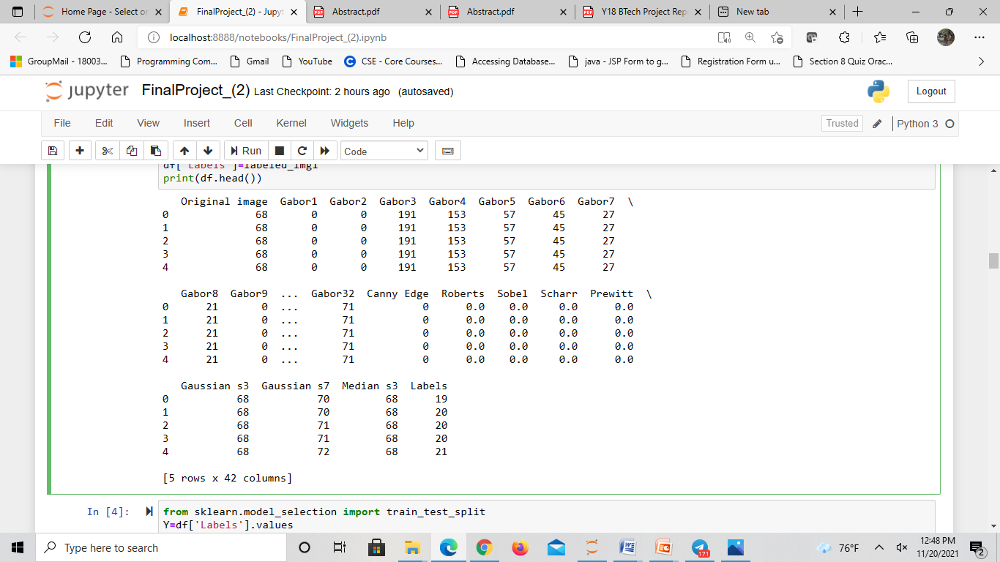 Home Page - Select or
FinalProject_(2) - Jupyt
Abstract.pdf
Abstract.pdf
Y18 BTech Project Rep
New tab
localhost:8888/notebooks/FinalProject_(2).ipynb
GroupMail - 18003...
Programming Com...
Gmail
YouTube
CSE - Core Courses...
Accessing Database...
java - JSP Form to g...
Registration Form u...
Section 8 Quiz Orac...
jupyter FinalProject_(2) Last Checkpoint: 2 hours ago (autosaved)
Logout
File Edit View Insert Cell Kernel Widgets Help
Trusted Python 3
Run Code
df['Labels']=labeled_img1
print(df.head())
Original image Gabor1 Gabor2 Gabor3 Gabor4 Gabor5 Gabor6 Gabor7 \
0 68 0 0 191 153 57 45 27
1 68 0 0 191 153 57 45 27
2 68 0 0 191 153 57 45 27
3 68 0 0 191 153 57 45 27
4 68 0 0 191 153 57 45 27
Gabor8 Gabor9 ... Gabor32 Canny Edge Roberts Sobel Scharr Prewitt \
0 21 0 ... 71 0 0.0 0.0 0.0 0.0
1 21 0 ... 71 0 0.0 0.0 0.0 0.0
2 21 0 ... 71 0 0.0 0.0 0.0 0.0
3 21 0 ... 71 0 0.0 0.0 0.0 0.0
4 21 0 ... 71 0 0.0 0.0 0.0 0.0
Gaussian s3 Gaussian s7 Median s3 Labels
0 68 70 68 19
1 68 70 68 20
2 68 71 68 20
3 68 71 68 20
4 68 72 68 21
[5 rows x 42 columns]
In [4]:
from sklearn.model_selection import train_test_split
Y=df['Labels'].values
Type here to search
171
76°F
12:48 PM
11/20/2021
2